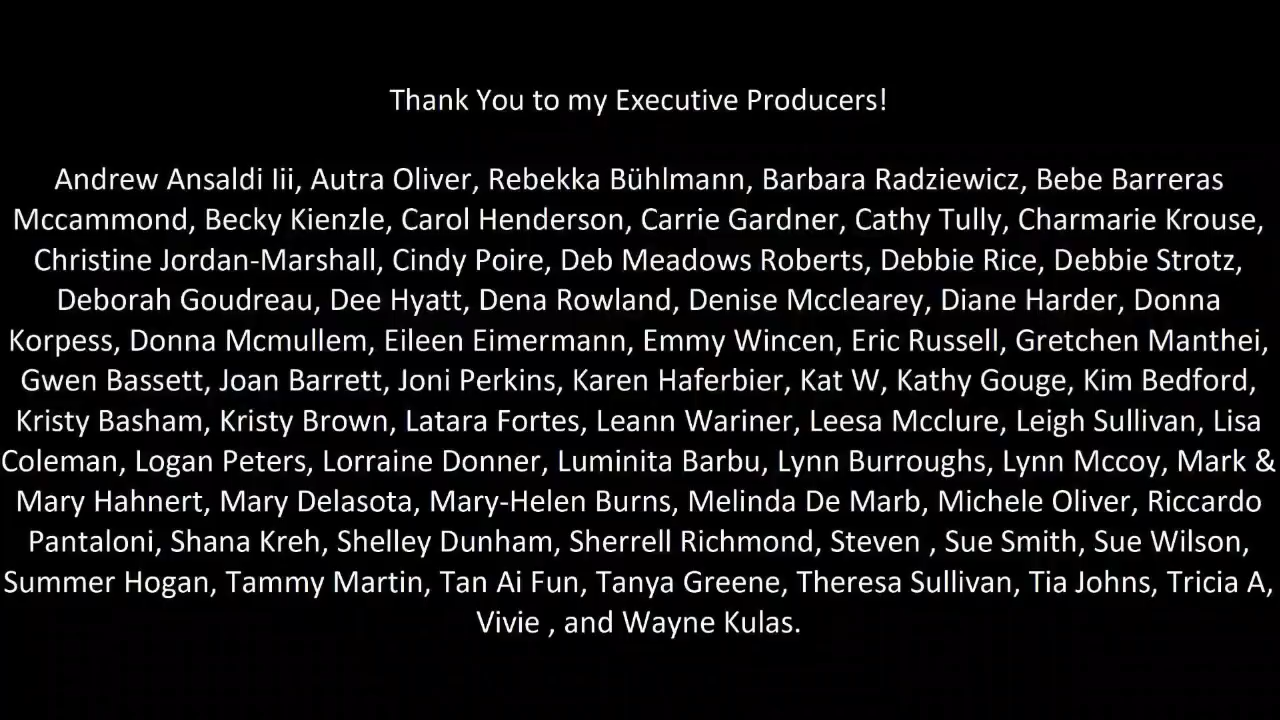 Thank You to my Executive Producers!
Andrew Ansaldi Iii, Autra Oliver, Rebekka Bühlmann, Barbara Radziewicz, Bebe Barreras
Mccammond, Becky Kienzle, Carol Henderson, Carrie Gardner, Cathy Tully, Charmarie Krouse,
Christine Jordan-Marshall, Cindy Poire, Deb Meadows Roberts, Debbie Rice, Debbie Strotz,
Deborah Goudreau, Dee Hyatt, Dena Rowland, Denise Mcclearey, Diane Harder, Donna
Korpess, Donna Mcmullem, Eileen Eimermann, Emmy Wincen, Eric Russell, Gretchen Manthei,
Gwen Bassett, Joan Barrett, Joni Perkins, Karen Haferbier, Kat W, Kathy Gouge, Kim Bedford,
Kristy Basham, Kristy Brown, Latara Fortes, Leann Wariner, Leesa Mcclure, Leigh Sullivan, Lisa
Coleman, Logan Peters, Lorraine Donner, Luminita Barbu, Lynn Burroughs, Lynn Mccoy, Mark &
Mary Hahnert, Mary Delasota, Mary-Helen Burns, Melinda De Marb, Michele Oliver, Riccardo
Pantaloni, Shana Kreh, Shelley Dunham, Sherrell Richmond, Steven , Sue Smith, Sue Wilson,
Summer Hogan, Tammy Martin, Tan Ai Fun, Tanya Greene, Theresa Sullivan, Tia Johns, Tricia A,
Vivie , and Wayne Kulas.